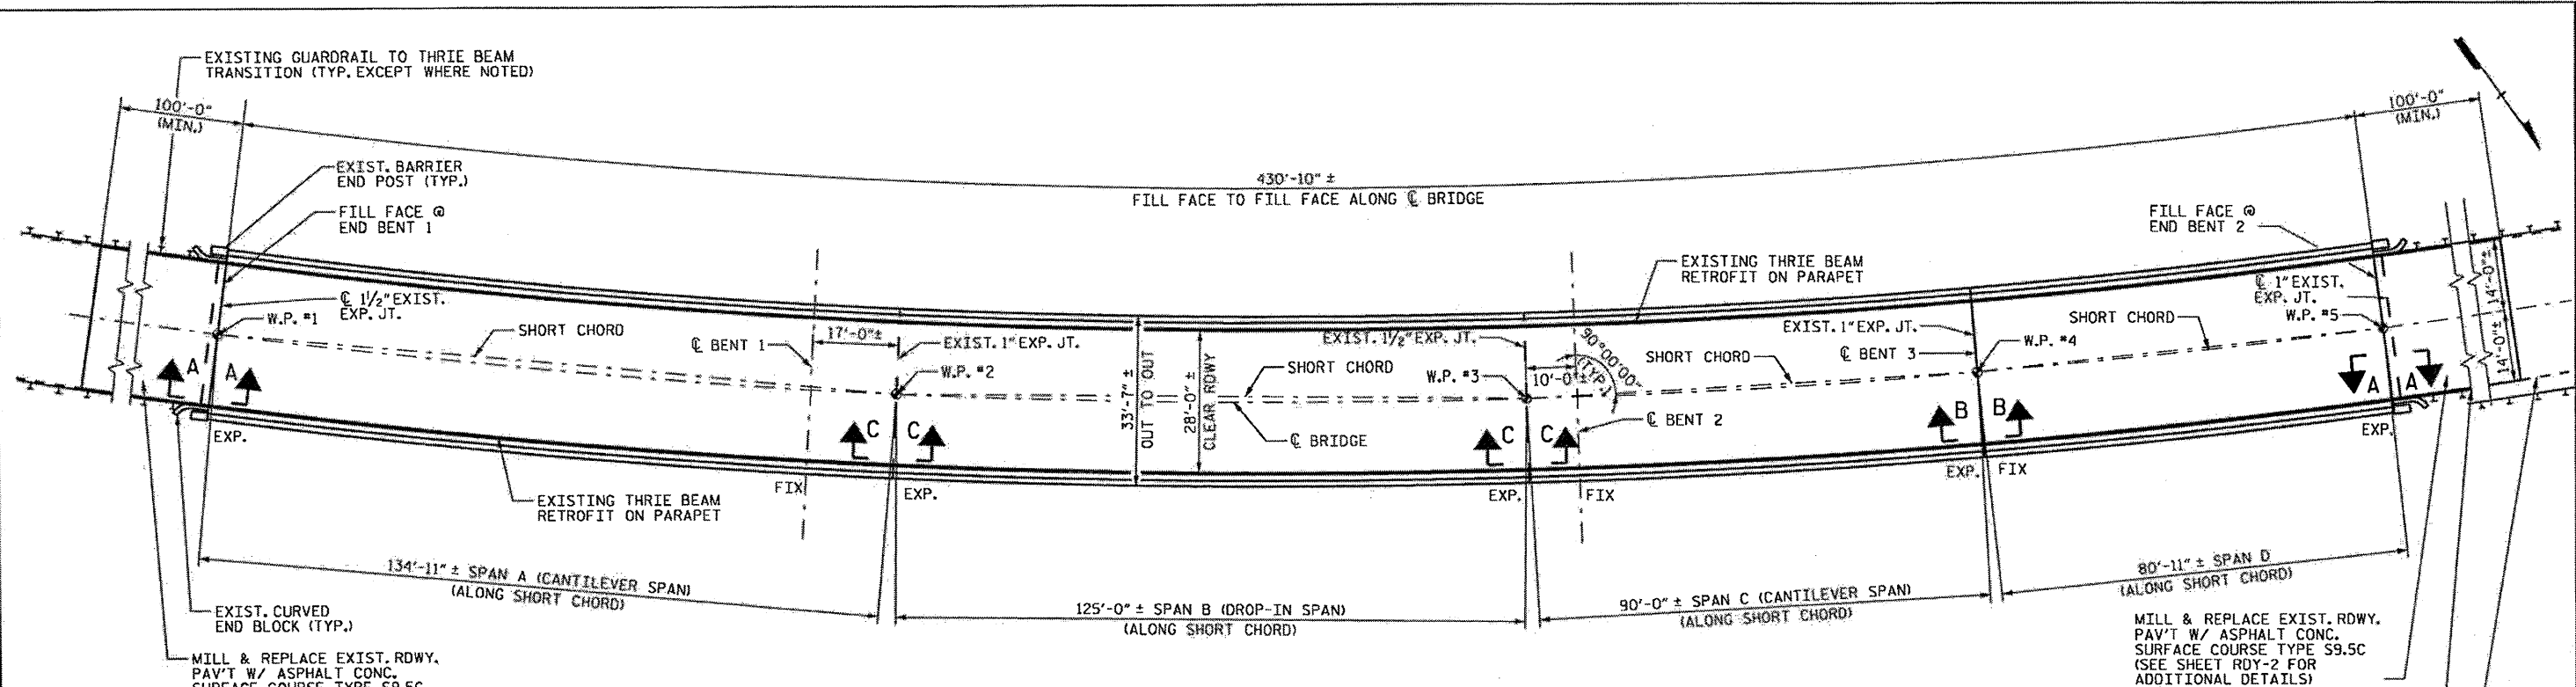 EXISTING GUARDRAIL TO THRIE BEAM
TRANSITION (TYP. EXCEPT WHERE NOTED)
100'-0"
(MIN.)
100'-0"
(MIN.)
EXIST. BARRIER
END POST (TYP.)
430'-10" ±
FILL FACE TO FILL FACE ALONG ℄ BRIDGE
FILL FACE @
END BENT 1
FILL FACE @
END BENT 2
EXISTING THRIE BEAM
RETROFIT ON PARAPET
℄ 1½" EXIST.
EXP. JT.
℄ 1" EXIST.
EXP. JT.
14'-0"±
14'-0"±
W.P. #1
SHORT CHORD
℄ BENT 1
17'-0"±
EXIST. 1" EXP. JT.
W.P. #2
33'-7" ±
OUT TO OUT
28'-0" ±
CLEAR RDWY
EXIST. 1½" EXP. JT.
SHORT CHORD
W.P. #3
10'-0"±
90°00'00"
(TYP.)
SHORT CHORD
EXIST. 1" EXP. JT.
℄ BENT 3
W.P. #4
SHORT CHORD
W.P. #5
A A
C C
℄ BRIDGE
C C
℄ BENT 2
B B
A A
EXP.
FIX
EXP.
EXP.
FIX
EXP.
FIX
EXP.
EXISTING THRIE BEAM
RETROFIT ON PARAPET
134'-11" ± SPAN A (CANTILEVER SPAN)
(ALONG SHORT CHORD)
125'-0" ± SPAN B (DROP-IN SPAN)
(ALONG SHORT CHORD)
90'-0" ± SPAN C (CANTILEVER SPAN)
(ALONG SHORT CHORD)
80'-11" ± SPAN D
(ALONG SHORT CHORD)
EXIST. CURVED
END BLOCK (TYP.)
MILL & REPLACE EXIST. RDWY.
PAV'T W/ ASPHALT CONC.
SURFACE COURSE TYPE S9.5C
MILL & REPLACE EXIST. RDWY.
PAV'T W/ ASPHALT CONC.
SURFACE COURSE TYPE S9.5C
(SEE SHEET RDY-2 FOR
ADDITIONAL DETAILS)